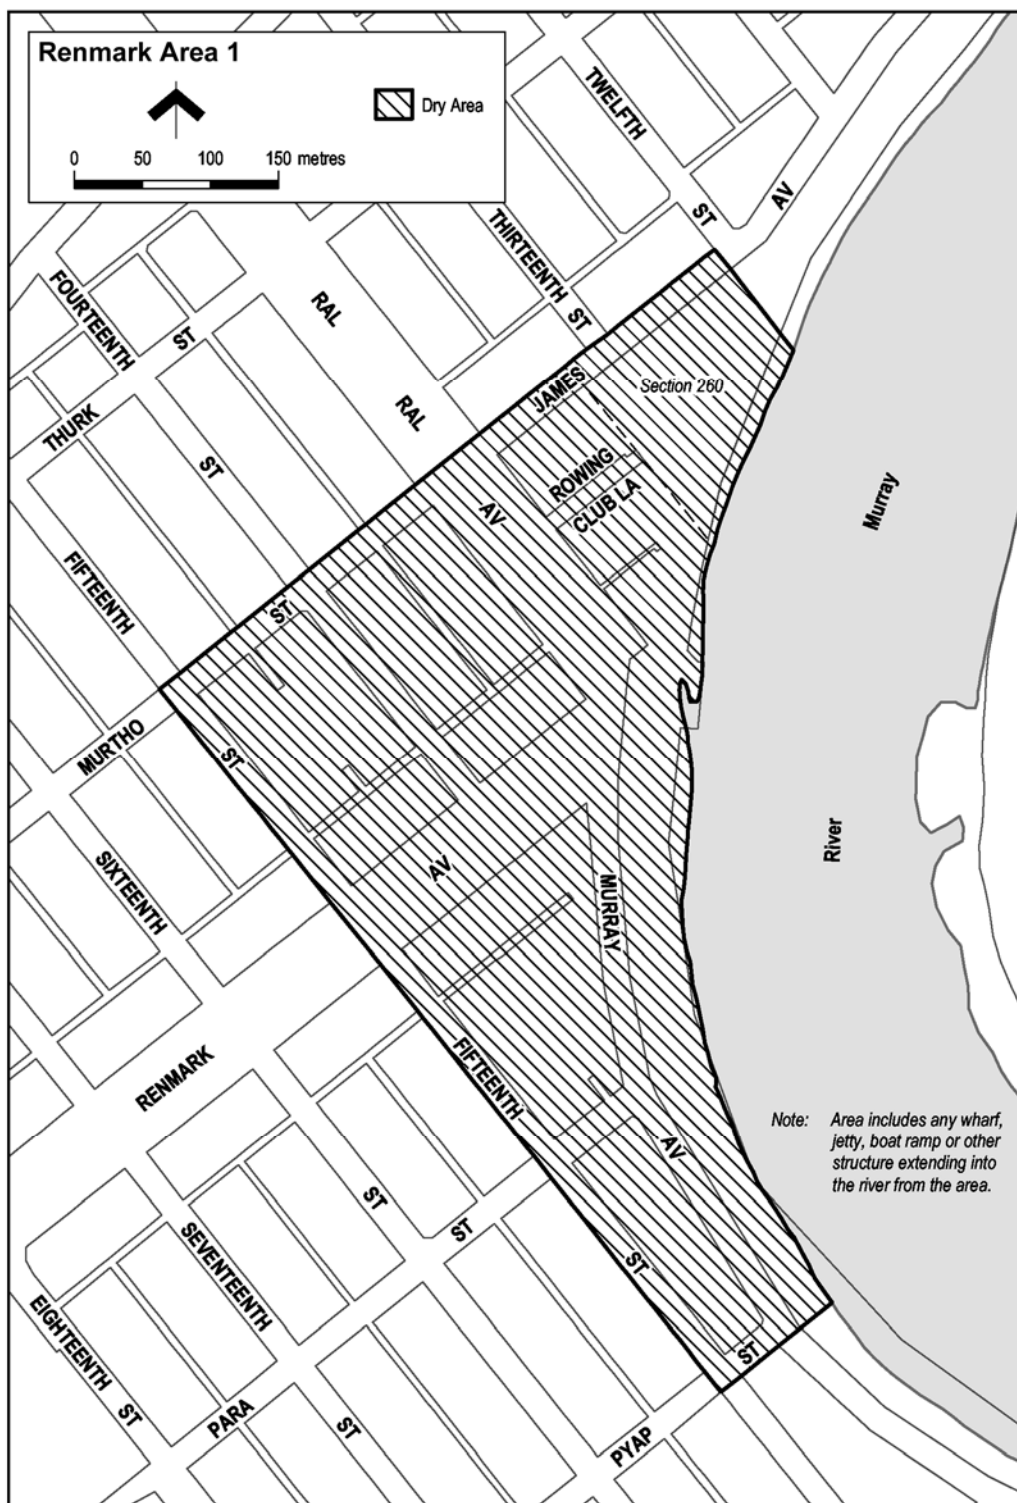 Renmark Area 1
Dry Area
0 50 100 150 metres
TWELFTH
ST
AV
THIRTEENTH
ST
FOURTEENTH
ST
RAL
RAL
THURK
ST
JAMES
Section 260
ROWING
CLUB LA
AV
Murray
FIFTEENTH
ST
MURTHO
ST
SIXTEENTH
AV
MURRAY
River
RENMARK
FIFTEENTH
Note: Area includes any wharf,
jetty, boat ramp or other
structure extending into
the river from the area.
AV
ST
ST
ST
SEVENTEENTH
EIGHTEENTH
ST
PARA
ST
ST
PYAP